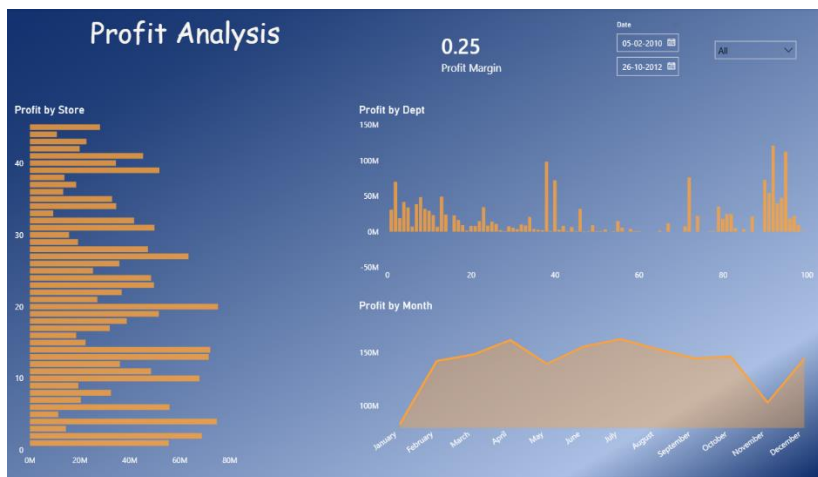 Profit Analysis
0.25
Profit Margin
Date
05-02-2010
26-10-2012
All
Profit by Store
40
30
20
10
0
0M 20M 40M 60M 80M
Profit by Dept
150M
100M
50M
0M
-50M
0 20 40 60 80 100
Profit by Month
150M
100M
January February March April May June July August September October November December